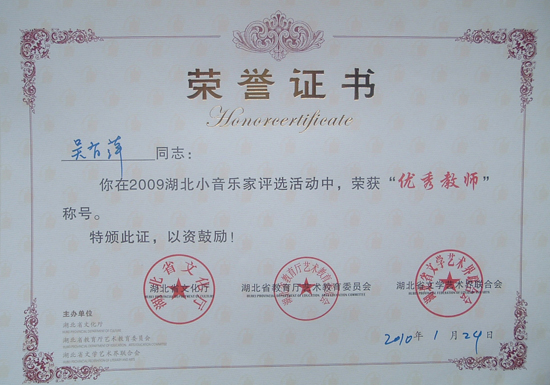 荣誉证书
Honorcertificate
吴古萍 同志：
你在2009湖北小音乐家评选活动中，荣获“优秀教师”
称号。
特颁此证，以资鼓励！
湖北省文化厅 湖北省教育厅艺术教育委员会 湖北省文学艺术界联合会
主办单位
湖北省文化厅
湖北省教育厅艺术教育委员会
湖北省文学艺术界联合会
2010年1月24日